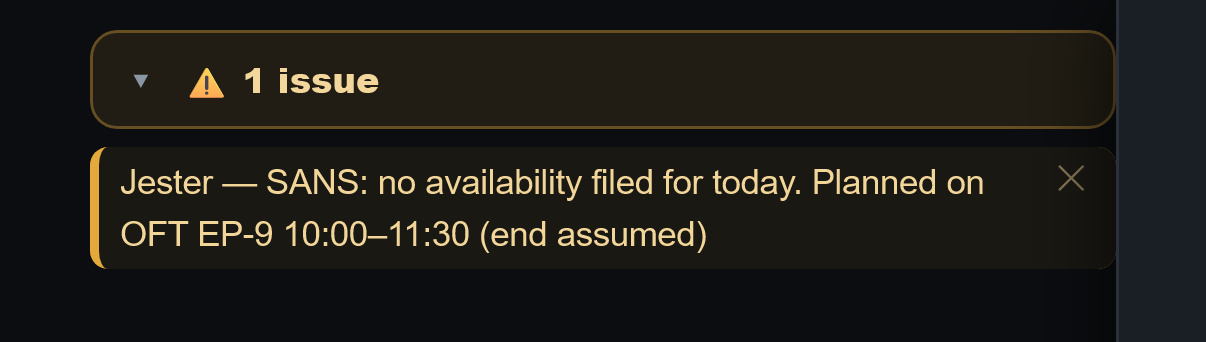 1 issue
Jester — SANS: no availability filed for today. Planned on
OFT EP-9 10:00–11:30 (end assumed)